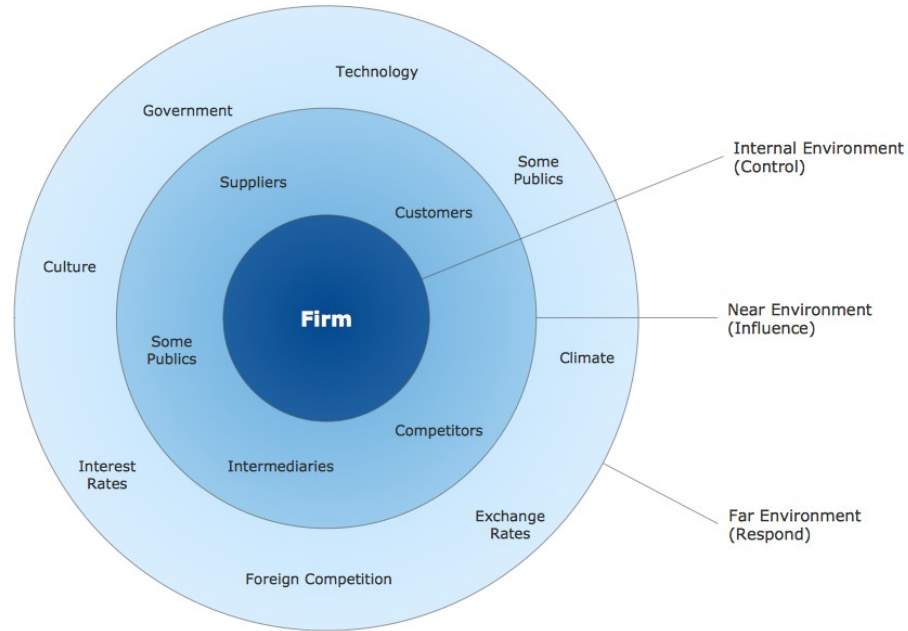 Technology
Government
Some
Publics
Internal Environment
(Control)
Suppliers
Customers
Culture
Firm
Near Environment
(Influence)
Some
Publics
Climate
Competitors
Intermediaries
Interest
Rates
Exchange
Rates
Far Environment
(Respond)
Foreign Competition